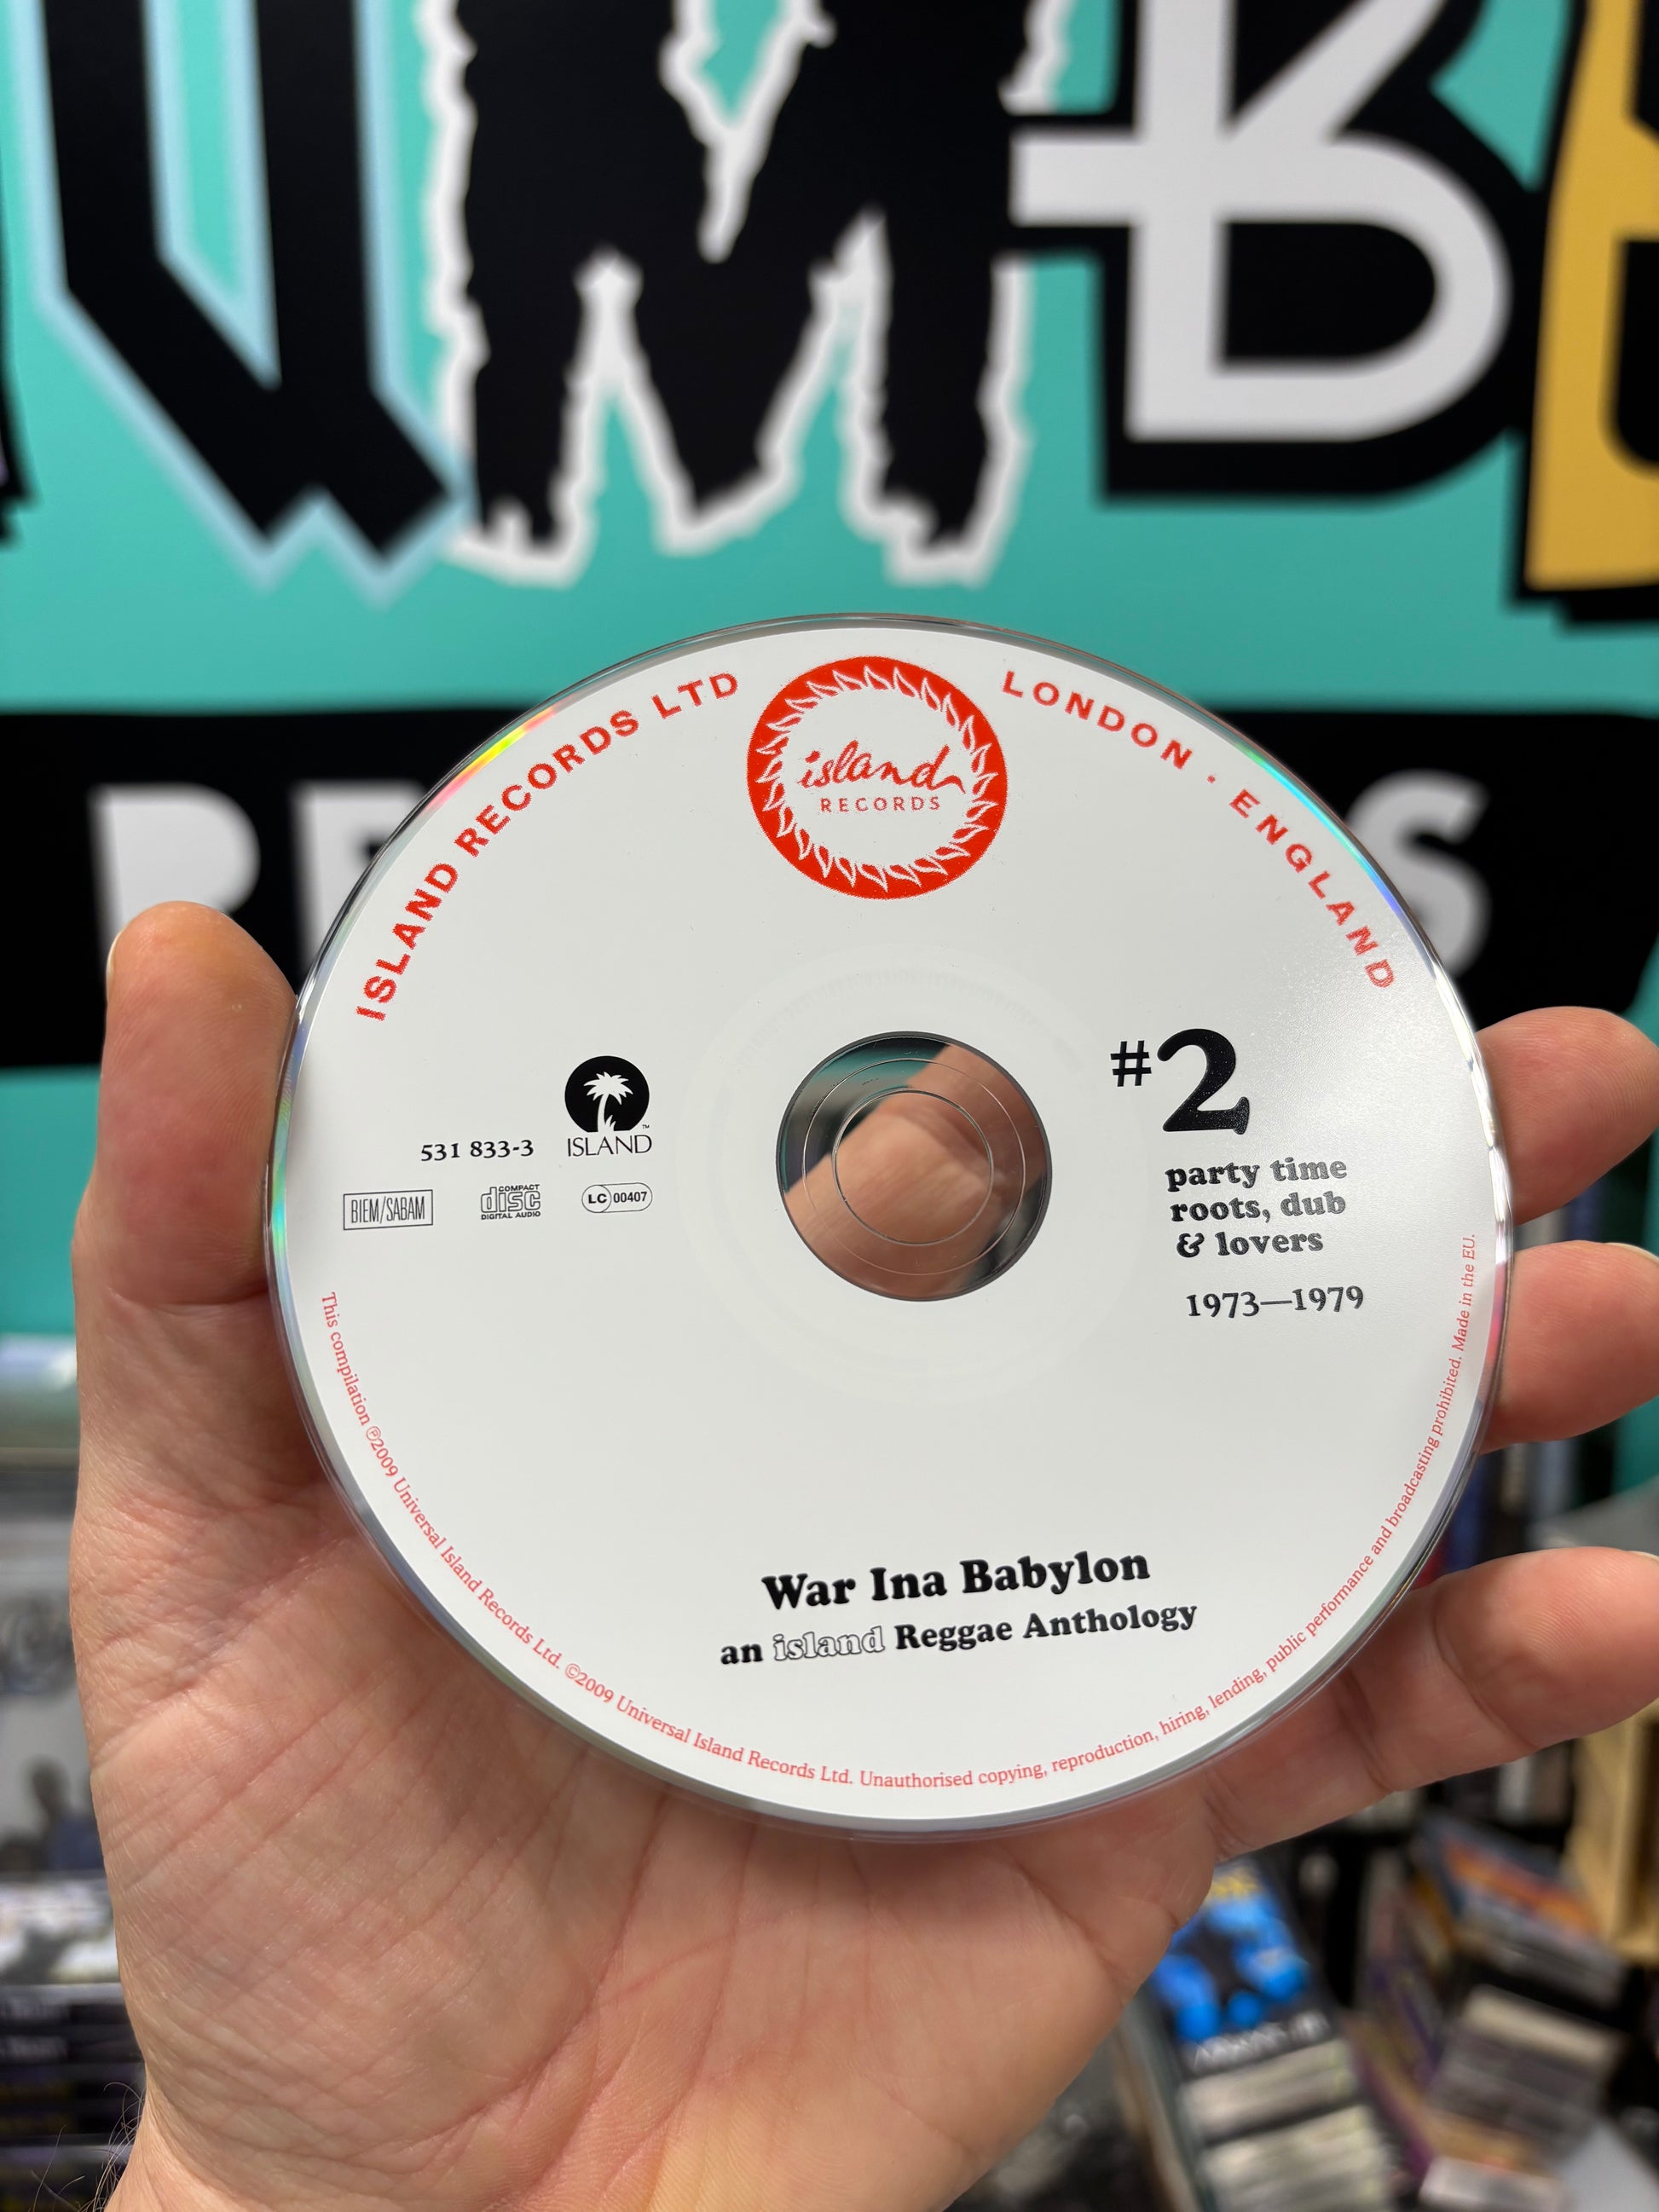 ISLAND RECORDS LTD
LONDON · ENGLAND
island
RECORDS
#2
party time
roots, dub
& lovers
1973—1979
ISLAND
531 833-3
BIEM/SABAM
COMPACT
disc
DIGITAL AUDIO
LC 00407
War Ina Babylon
an island Reggae Anthology
This compilation ℗2009 Universal Island Records Ltd. ©2009 Universal Island Records Ltd. Unauthorised copying, reproduction, hiring, lending, public performance and broadcasting prohibited. Made in the EU.